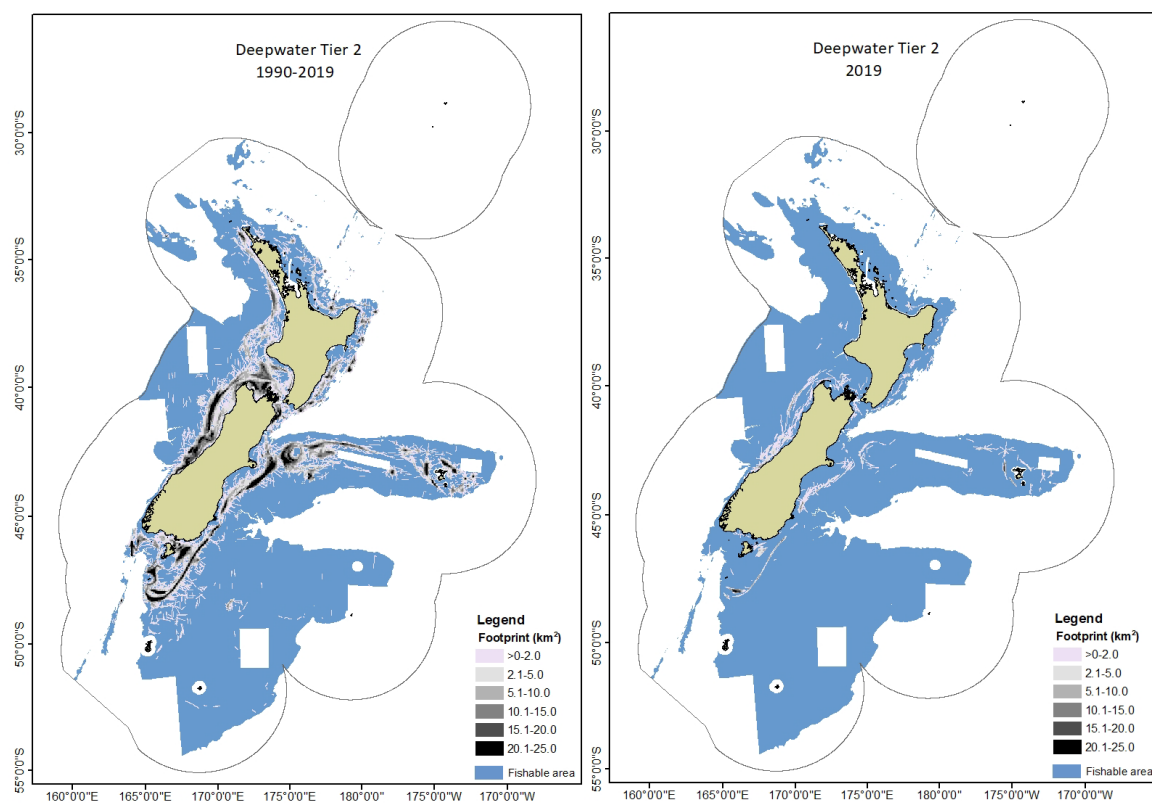 Deepwater Tier 2
1990-2019
30°0'0"S
35°0'0"S
40°0'0"S
45°0'0"S
50°0'0"S
55°0'0"S
Legend
Footprint (km²)
>0-2.0
2.1-5.0
5.1-10.0
10.1-15.0
15.1-20.0
20.1-25.0
Fishable area
160°0'0"E 165°0'0"E 170°0'0"E 175°0'0"E 180°0'0" 175°0'0"W 170°0'0"W
Deepwater Tier 2
2019
30°0'0"S
35°0'0"S
40°0'0"S
45°0'0"S
50°0'0"S
55°0'0"S
Legend
Footprint (km²)
>0-2.0
2.1-5.0
5.1-10.0
10.1-15.0
15.1-20.0
20.1-25.0
Fishable area
160°0'0"E 165°0'0"E 170°0'0"E 175°0'0"E 180°0'0" 175°0'0"W 170°0'0"W